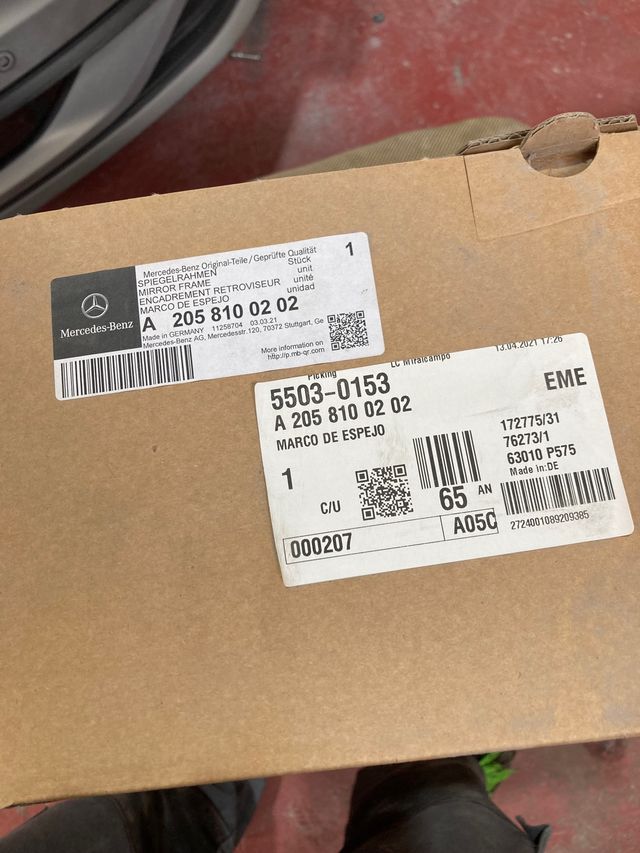 Mercedes-Benz Original-Teile/Geprüfte Qualität
1
SPIEGELRAHMEN Stück
MIRROR FRAME unit
ENCADREMENT RETROVISEUR unité
MARCO DE ESPEJO unidad
A 205 810 02 02
Mercedes-Benz
Made in GERMANY 11258704 03.03.21
Mercedes-Benz AG, Mercedesstr.120, 70372 Stuttgart, Ge
More information on
http://p.mb-qr.com
Picking LC Miralcampo 13.04.2021 17:26
5503-0153
EME
A 205 810 02 02
MARCO DE ESPEJO
172775/31
76273/1
63010 P575
Made in:DE
1
C/U
65 AN
000207
A05C
2724001089209385